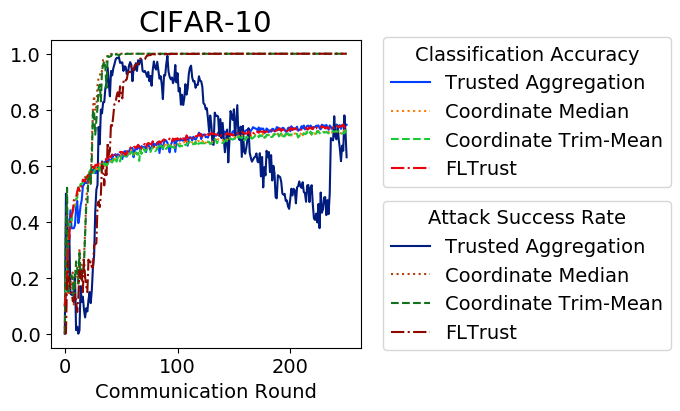 CIFAR-10
1.0
0.8
0.6
0.4
0.2
0.0
0
100
200
Communication Round
Classification Accuracy
Trusted Aggregation
Coordinate Median
Coordinate Trim-Mean
FLTrust
Attack Success Rate
Trusted Aggregation
Coordinate Median
Coordinate Trim-Mean
FLTrust